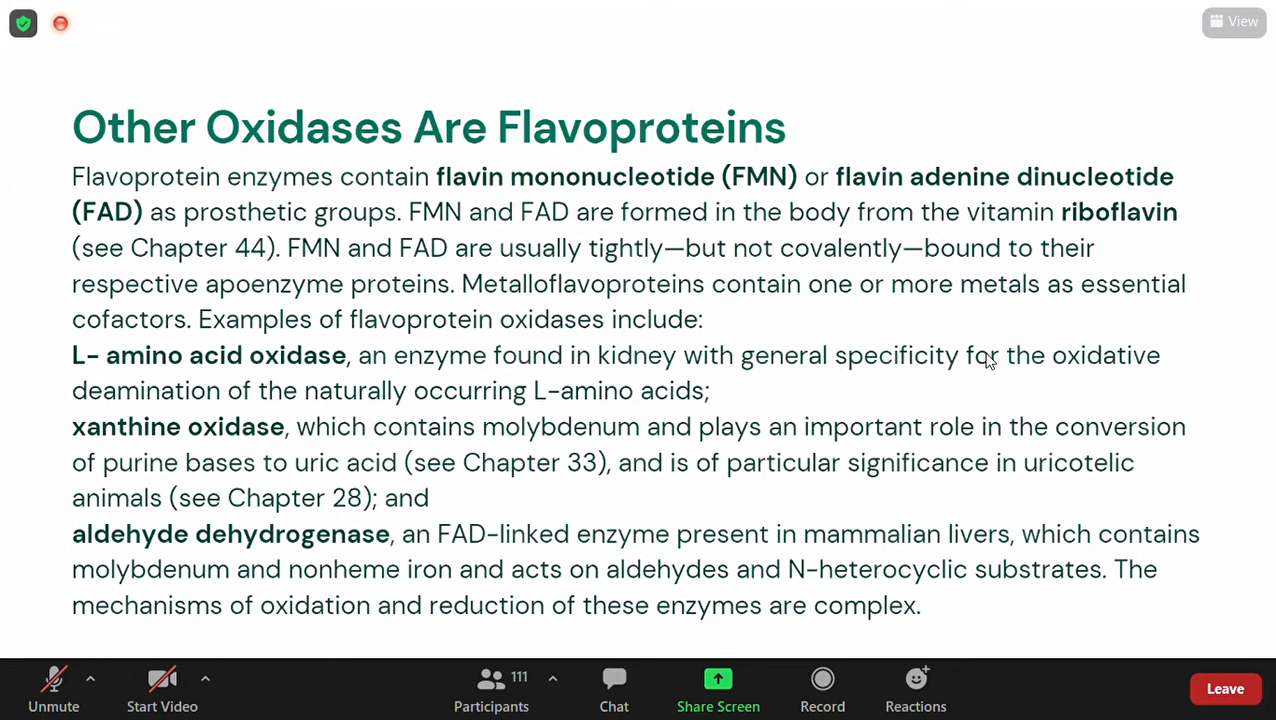 View
Other Oxidases Are Flavoproteins
Flavoprotein enzymes contain flavin mononucleotide (FMN) or flavin adenine dinucleotide
(FAD) as prosthetic groups. FMN and FAD are formed in the body from the vitamin riboflavin
(see Chapter 44). FMN and FAD are usually tightly—but not covalently—bound to their
respective apoenzyme proteins. Metalloflavoproteins contain one or more metals as essential
cofactors. Examples of flavoprotein oxidases include:
L- amino acid oxidase, an enzyme found in kidney with general specificity for the oxidative
deamination of the naturally occurring L-amino acids;
xanthine oxidase, which contains molybdenum and plays an important role in the conversion
of purine bases to uric acid (see Chapter 33), and is of particular significance in uricotelic
animals (see Chapter 28); and
aldehyde dehydrogenase, an FAD-linked enzyme present in mammalian livers, which contains
molybdenum and nonheme iron and acts on aldehydes and N-heterocyclic substrates. The
mechanisms of oxidation and reduction of these enzymes are complex.
111
Unmute Start Video Participants Chat Share Screen Record Reactions Leave